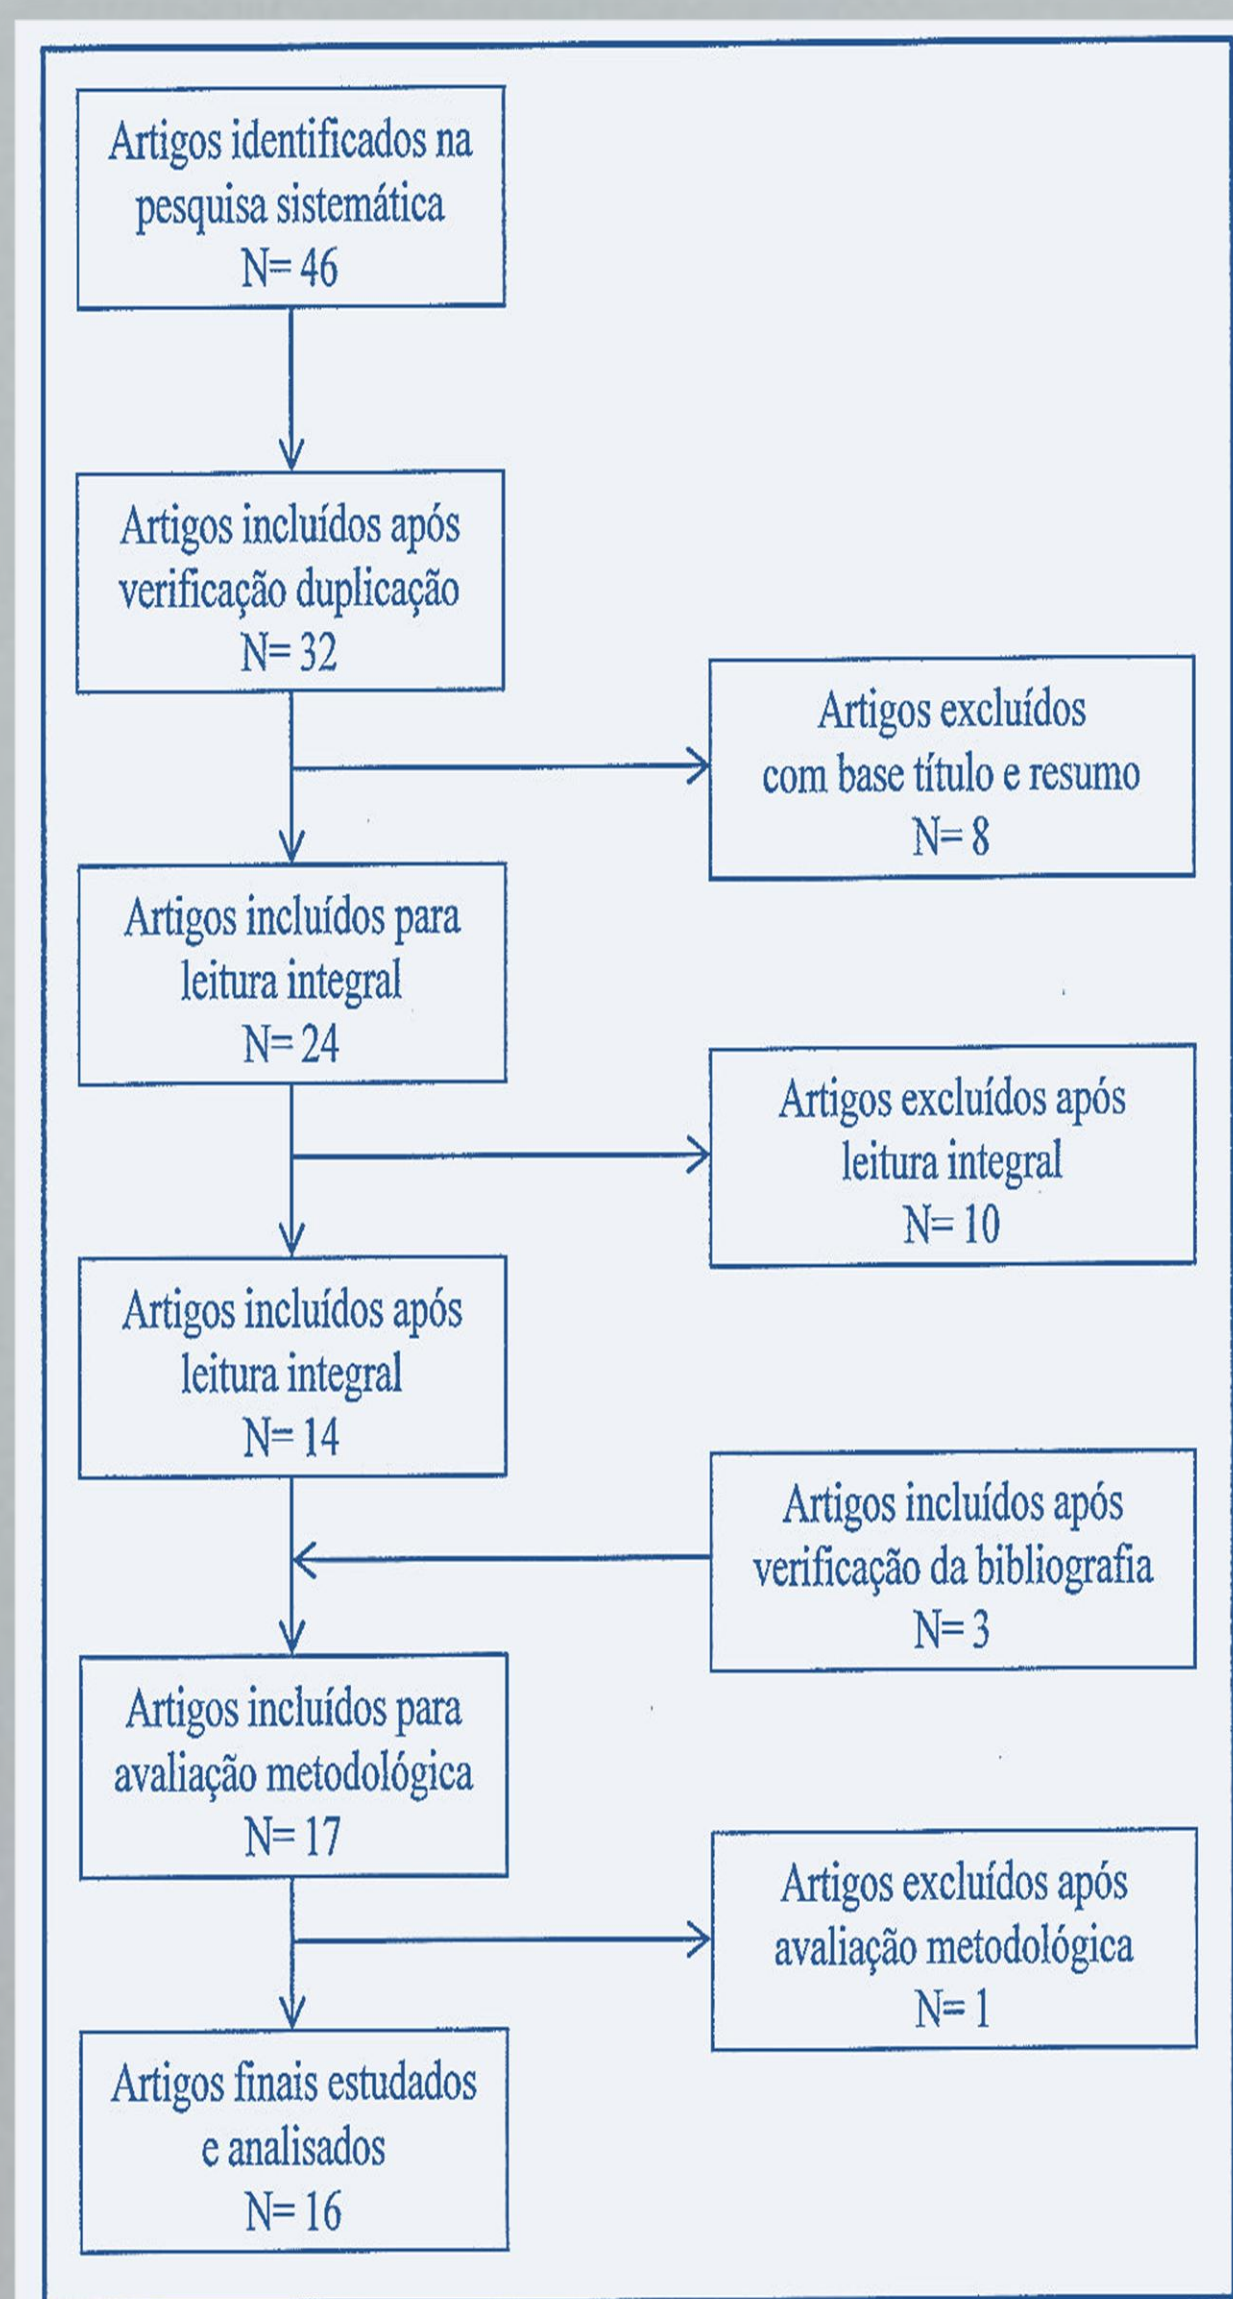 Artigos identificados na
pesquisa sistemática
N= 46
Artigos incluídos após
verificação duplicação
N= 32
Artigos excluídos
com base título e resumo
N= 8
Artigos incluídos para
leitura integral
N= 24
Artigos excluídos após
leitura integral
N= 10
Artigos incluídos após
leitura integral
N= 14
Artigos incluídos após
verificação da bibliografia
N= 3
Artigos incluídos para
avaliação metodológica
N= 17
Artigos excluídos após
avaliação metodológica
N= 1
Artigos finais estudados
e analisados
N= 16